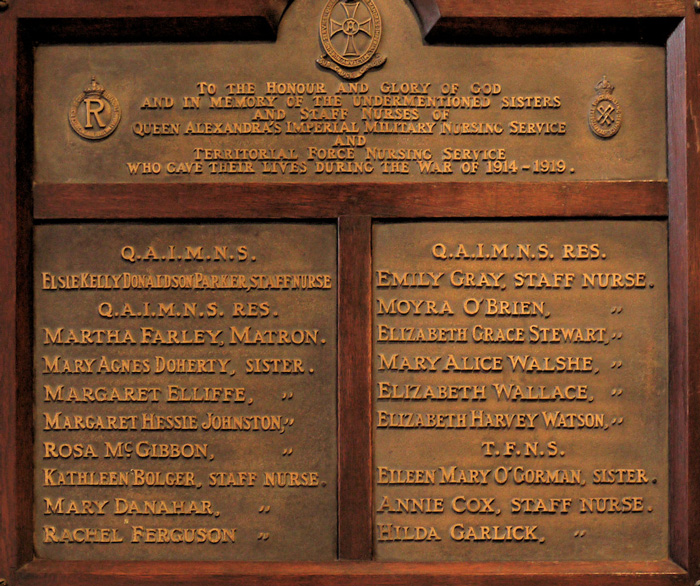 TO THE HONOUR AND GLORY OF GOD
AND IN MEMORY OF THE UNDERMENTIONED SISTERS
AND STAFF NURSES OF
QUEEN ALEXANDRA'S IMPERIAL MILITARY NURSING SERVICE
AND
TERRITORIAL FORCE NURSING SERVICE
WHO GAVE THEIR LIVES DURING THE WAR OF 1914-1919.
R
Q.A.I.M.N.S.
ELSIE KELLY DONALDSON PARKER, STAFF NURSE
Q.A.I.M.N.S. RES.
MARTHA FARLEY, MATRON.
MARY AGNES DOHERTY, SISTER.
MARGARET ELLIFFE, "
MARGARET HESSIE JOHNSTON, "
ROSA McGIBBON, "
KATHLEEN BOLGER, STAFF NURSE.
MARY DANAHAR, "
RACHEL FERGUSON "
Q.A.I.M.N.S. RES.
EMILY GRAY, STAFF NURSE.
MOYRA O'BRIEN, "
ELIZABETH GRACE STEWART, "
MARY ALICE WALSHE, "
ELIZABETH WALLACE, "
ELIZABETH HARVEY WATSON, "
T.F.N.S.
EILEEN MARY O'GORMAN, SISTER.
ANNIE COX, STAFF NURSE.
HILDA GARLICK, "